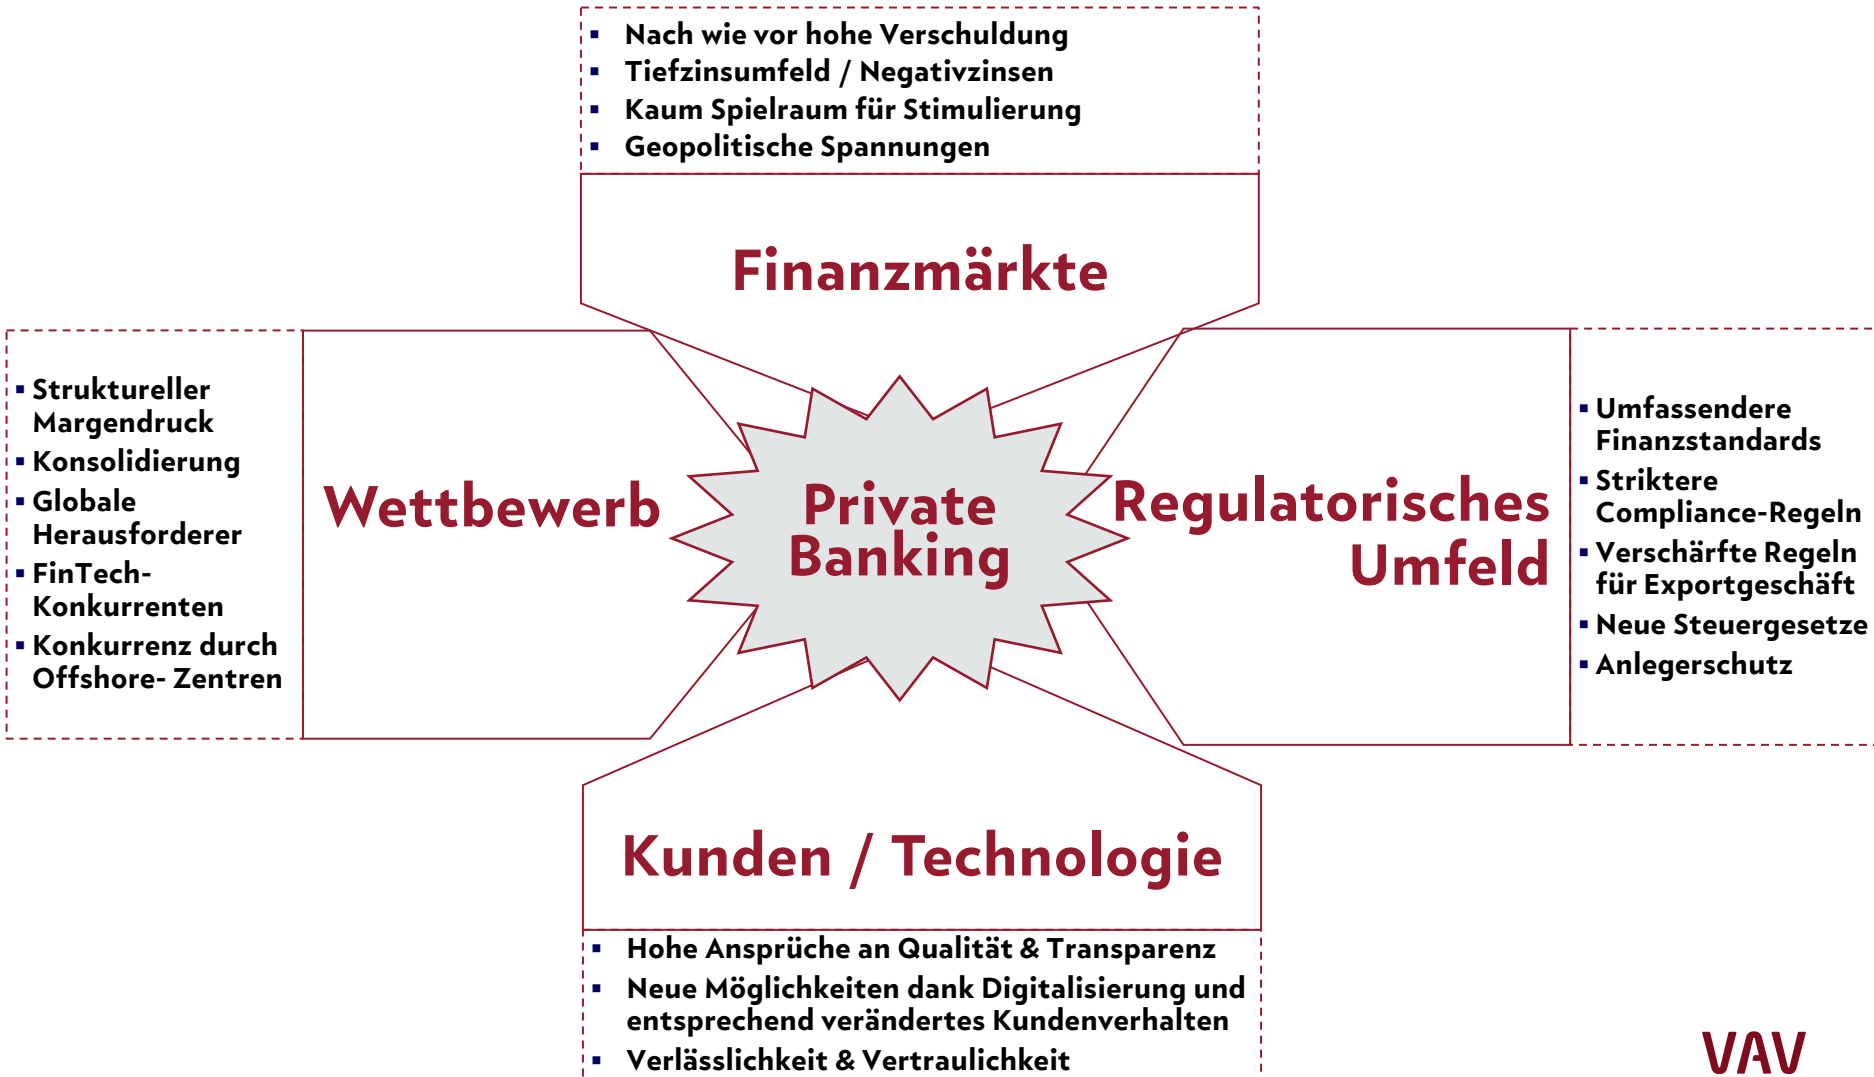 ▪ Nach wie vor hohe Verschuldung
▪ Tiefzinsumfeld / Negativzinsen
▪ Kaum Spielraum für Stimulierung
▪ Geopolitische Spannungen
Finanzmärkte
▪ Struktureller
Margendruck
▪ Konsolidierung
▪ Globale
Herausforderer
▪ FinTech-
Konkurrenten
▪ Konkurrenz durch
Offshore- Zentren
Wettbewerb
Private
Banking
Regulatorisches
Umfeld
▪ Umfassendere
Finanzstandards
▪ Striktere
Compliance-Regeln
▪ Verschärfte Regeln
für Exportgeschäft
▪ Neue Steuergesetze
▪ Anlegerschutz
Kunden / Technologie
▪ Hohe Ansprüche an Qualität & Transparenz
▪ Neue Möglichkeiten dank Digitalisierung und
entsprechend verändertes Kundenverhalten
▪ Verlässlichkeit & Vertraulichkeit
VAV